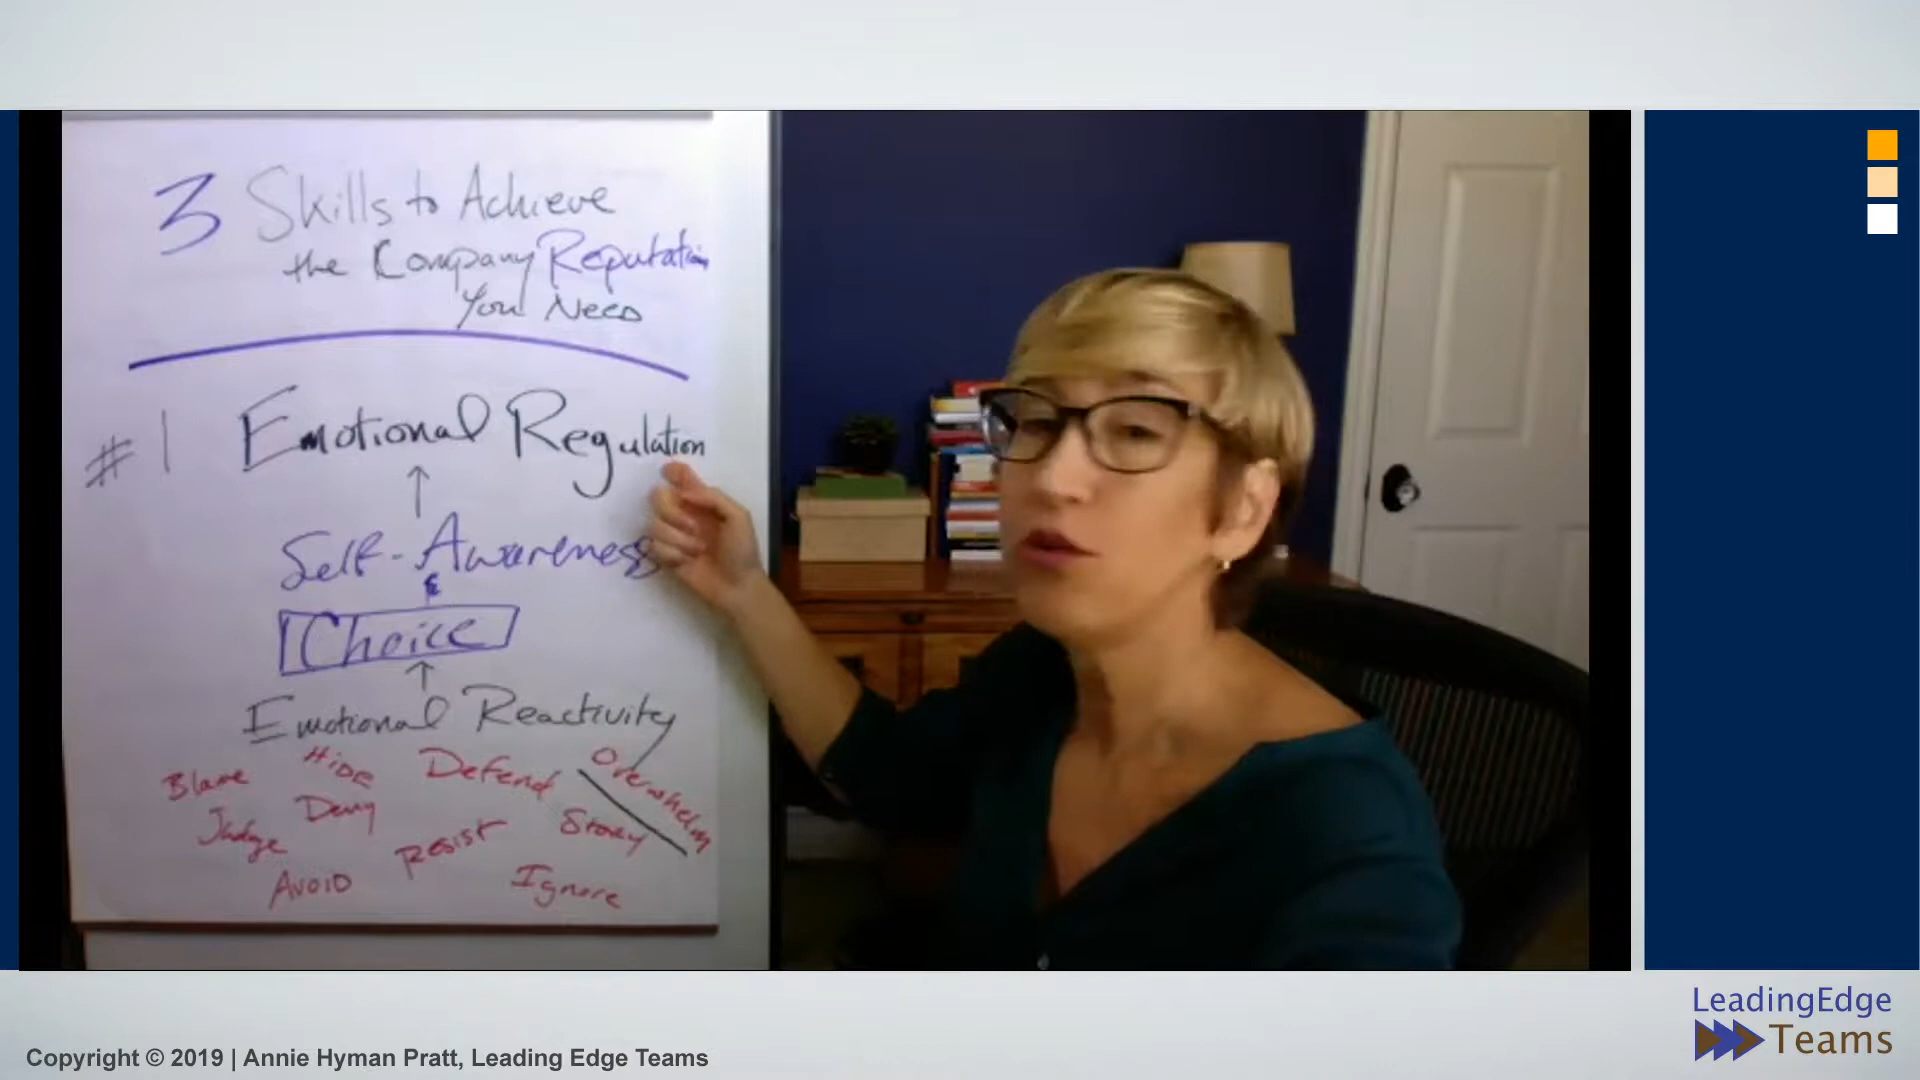 3 Skills to Achieve
the Company Reputation
You Need
#1 Emotional Regulation
Self-Awareness
&
Choice
Emotional Reactivity
Blame Hide Defend Overwhelm
Judge Deny Resist Story
Avoid Ignore
LeadingEdge
Teams
Copyright © 2019 | Annie Hyman Pratt, Leading Edge Teams